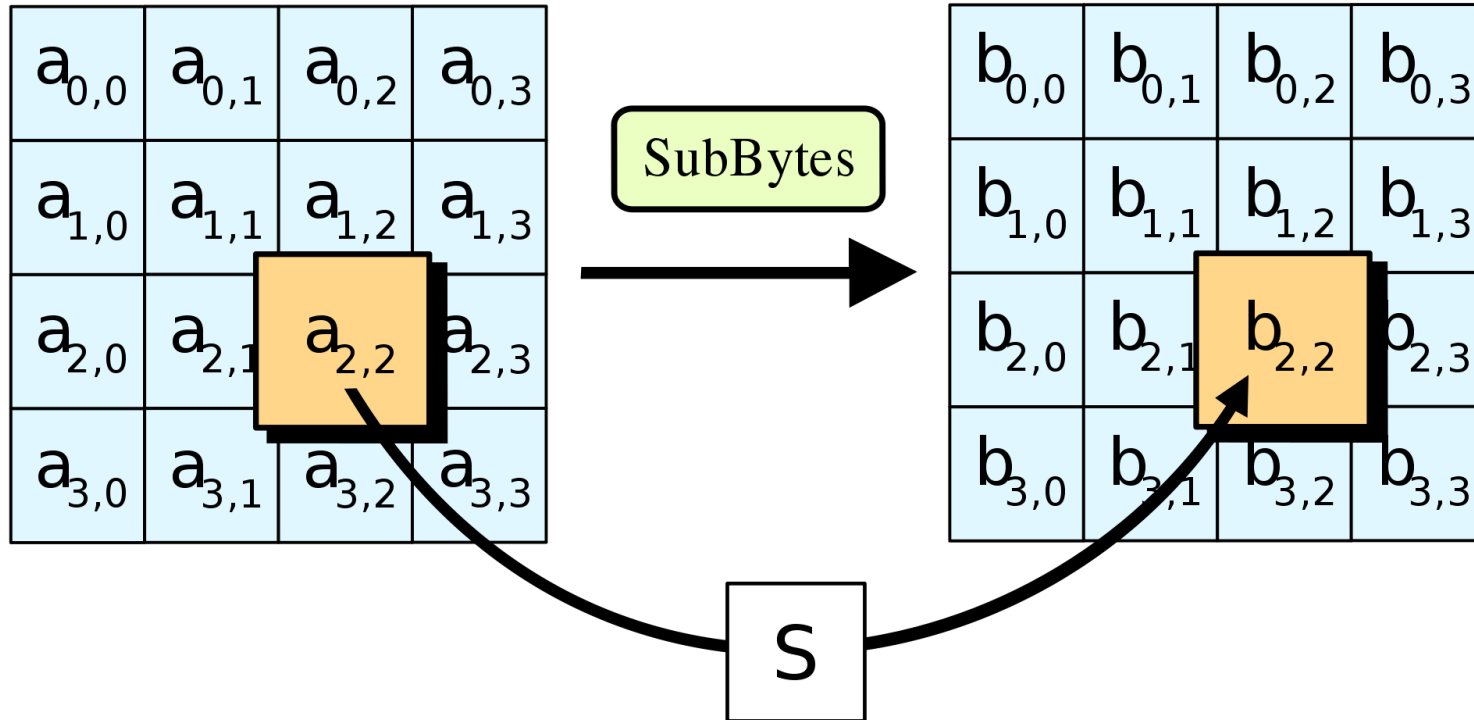 a0,0 a0,1 a0,2 a0,3 b0,0 b0,1 b0,2 b0,3
SubBytes
a1,0 a1,1 a1,2 a1,3 b1,0 b1,1 b1,2 b1,3
a2,0 a2,1 a2,2 a2,3 b2,0 b2,1 b2,2 b2,3
a3,0 a3,1 a3,2 a3,3 b3,0 b3,1 b3,2 b3,3
S